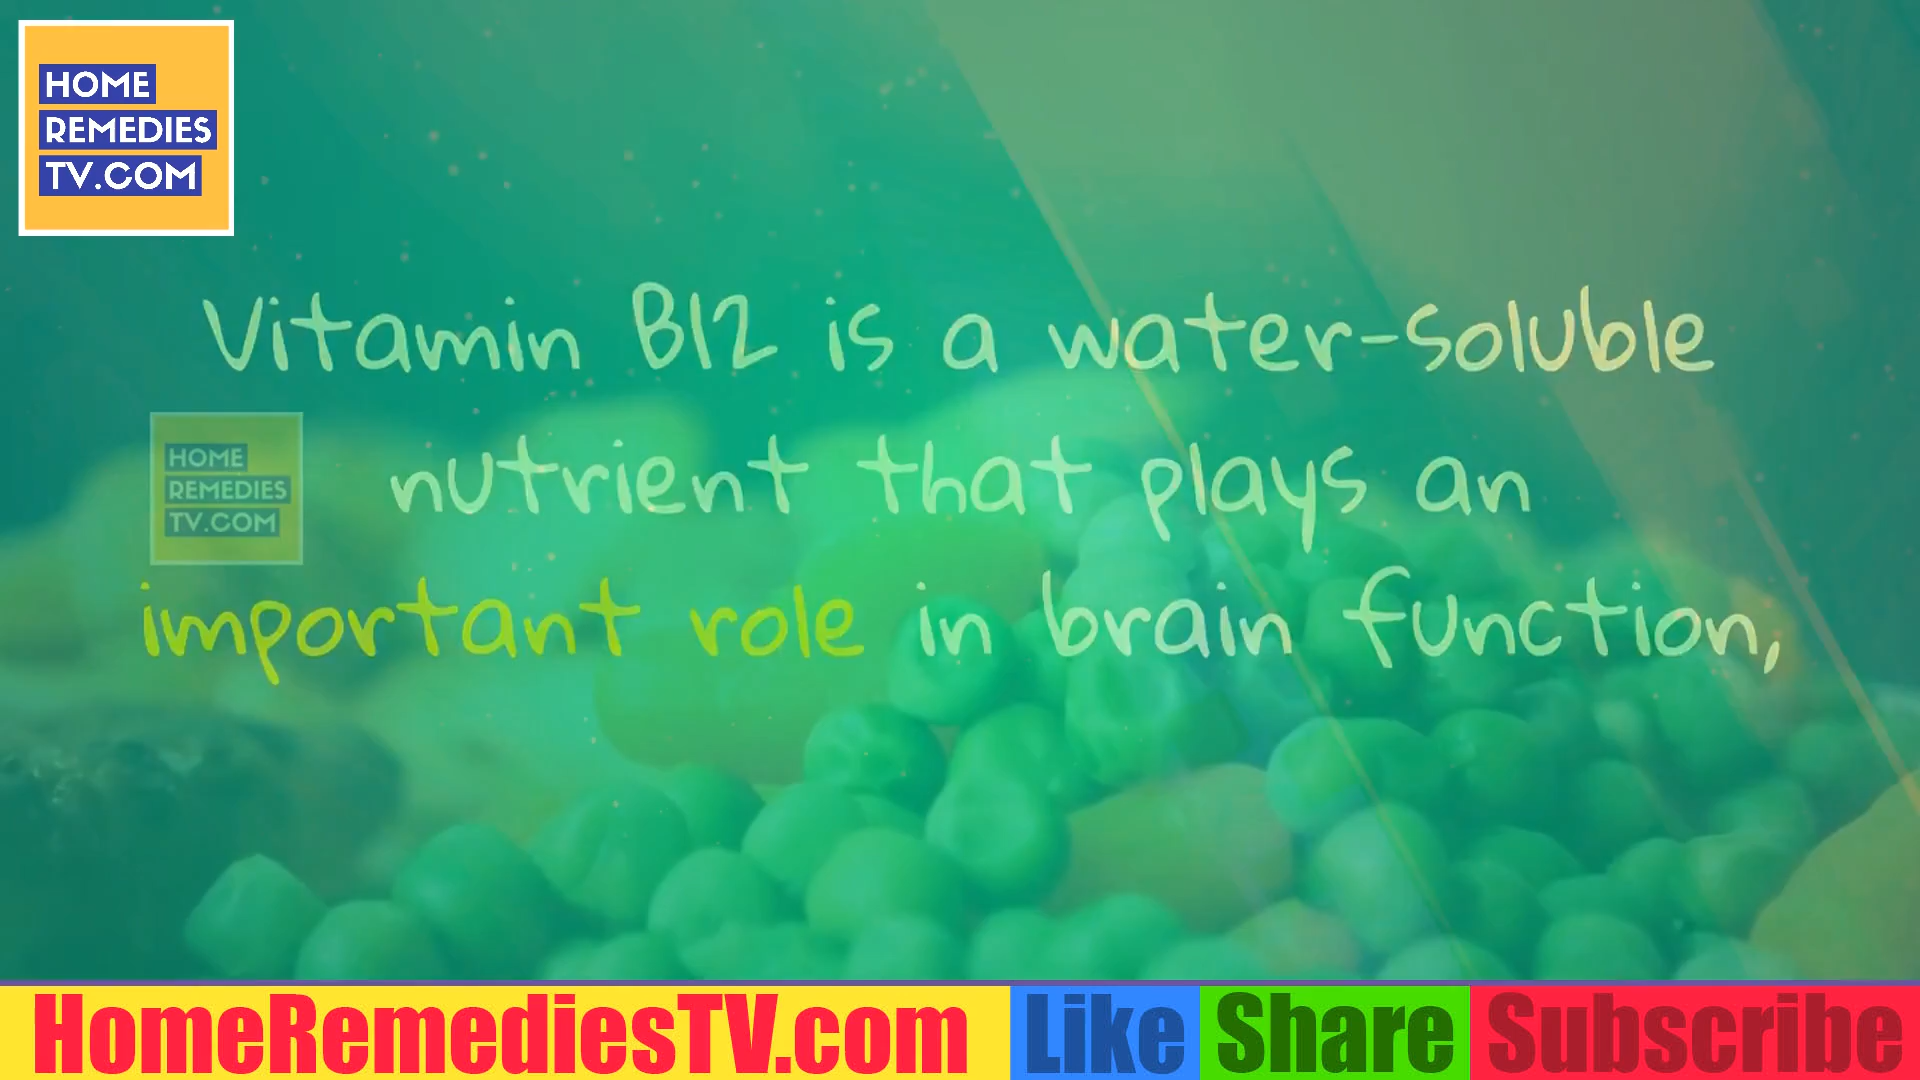 HOME
REMEDIES
TV.COM
Vitamin B12 is a water-soluble
nutrient that plays an
important role in brain function,
HOME
REMEDIES
TV.COM
HomeRemediesTV.com Like Share Subscribe